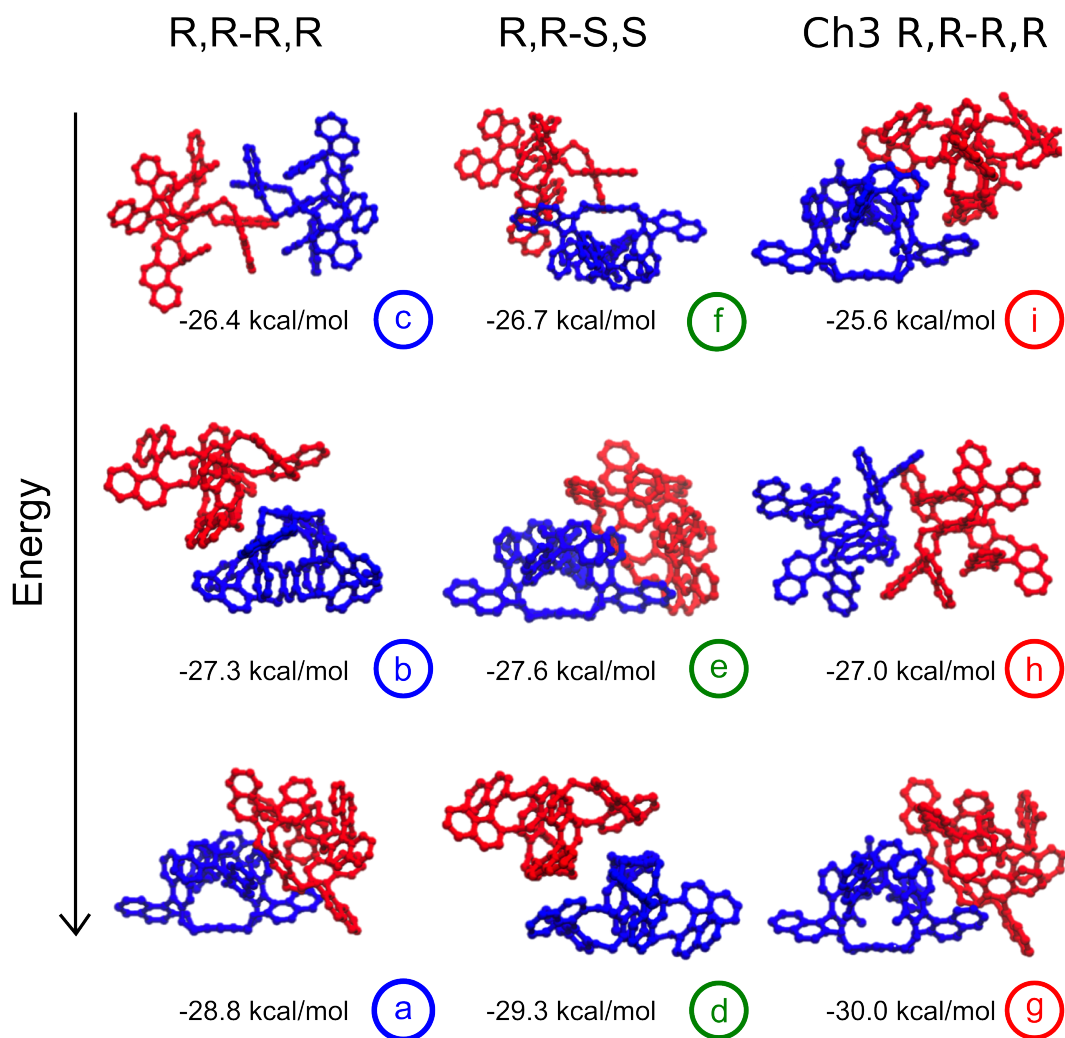 R,R-R,R
R,R-S,S
Ch3 R,R-R,R
Energy
-26.4 kcal/mol c
-26.7 kcal/mol f
-25.6 kcal/mol i
-27.3 kcal/mol b
-27.6 kcal/mol e
-27.0 kcal/mol h
-28.8 kcal/mol a
-29.3 kcal/mol d
-30.0 kcal/mol g